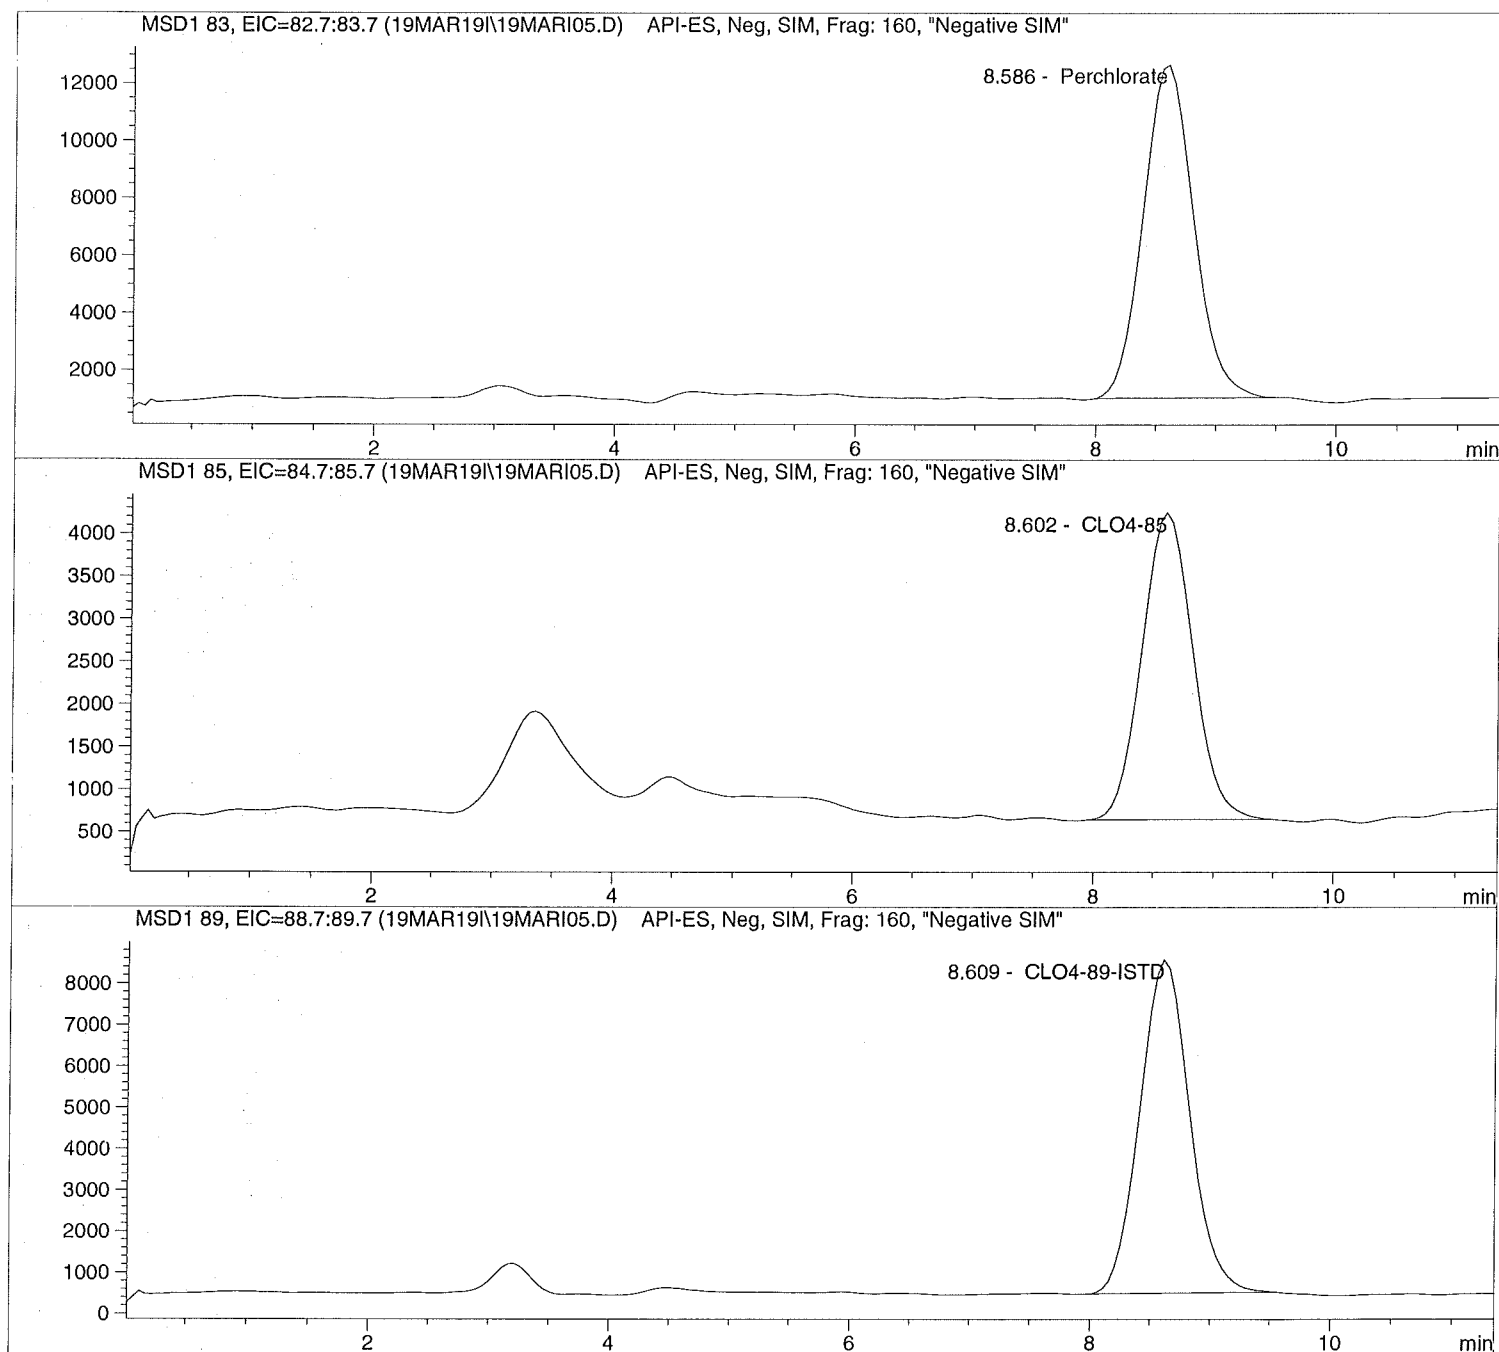 MSD1 83, EIC=82.7:83.7 (19MAR19I\19MARI05.D)    API-ES, Neg, SIM, Frag: 160, "Negative SIM"
8.586 -  Perchlorate
12000
10000
8000
6000
4000
2000
2 4 6 8 10 min
MSD1 85, EIC=84.7:85.7 (19MAR19I\19MARI05.D)    API-ES, Neg, SIM, Frag: 160, "Negative SIM"
8.602 -  CLO4-85
4000
3500
3000
2500
2000
1500
1000
500
2 4 6 8 10 min
MSD1 89, EIC=88.7:89.7 (19MAR19I\19MARI05.D)    API-ES, Neg, SIM, Frag: 160, "Negative SIM"
8.609 -  CLO4-89-ISTD
8000
7000
6000
5000
4000
3000
2000
1000
0
2 4 6 8 10 min